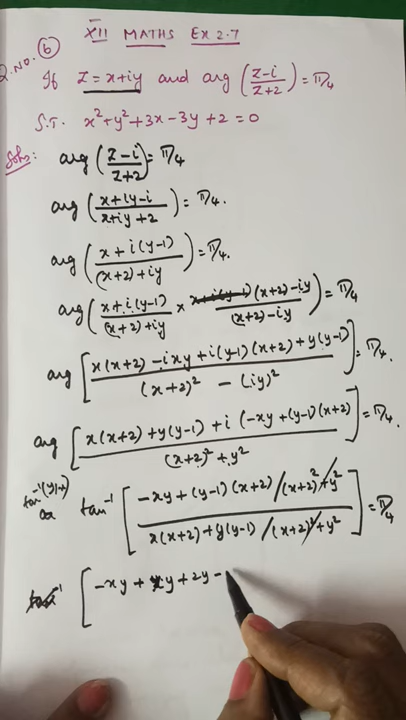 XII MATHS Ex 2.7
Q.NO. 6
If z = x+iy and arg (z-i/z+2) = π/4
S.T. x²+y²+3x-3y+2=0
Soln: arg (z-i/z+2) = π/4
arg (x+iy-i/x+iy+2) = π/4.
arg (x+i(y-1)/(x+2)+iy) = π/4.
arg (x+i(y-1)/(x+2)+iy × (x+2)-iy/(x+2)-iy) = π/4
arg [x(x+2)-ixy+i(y-1)(x+2)+y(y-1)/(x+2)² - (iy)²] = π/4.
arg [x(x+2)+y(y-1)+i(-xy+(y-1)(x+2)/(x+2)²+y²] = π/4.
tan⁻¹ [-xy+(y-1)(x+2)/(x+2)²+y² / x(x+2)+y(y-1)/(x+2)²+y²] = π/4
[-xy + xy + 2y -